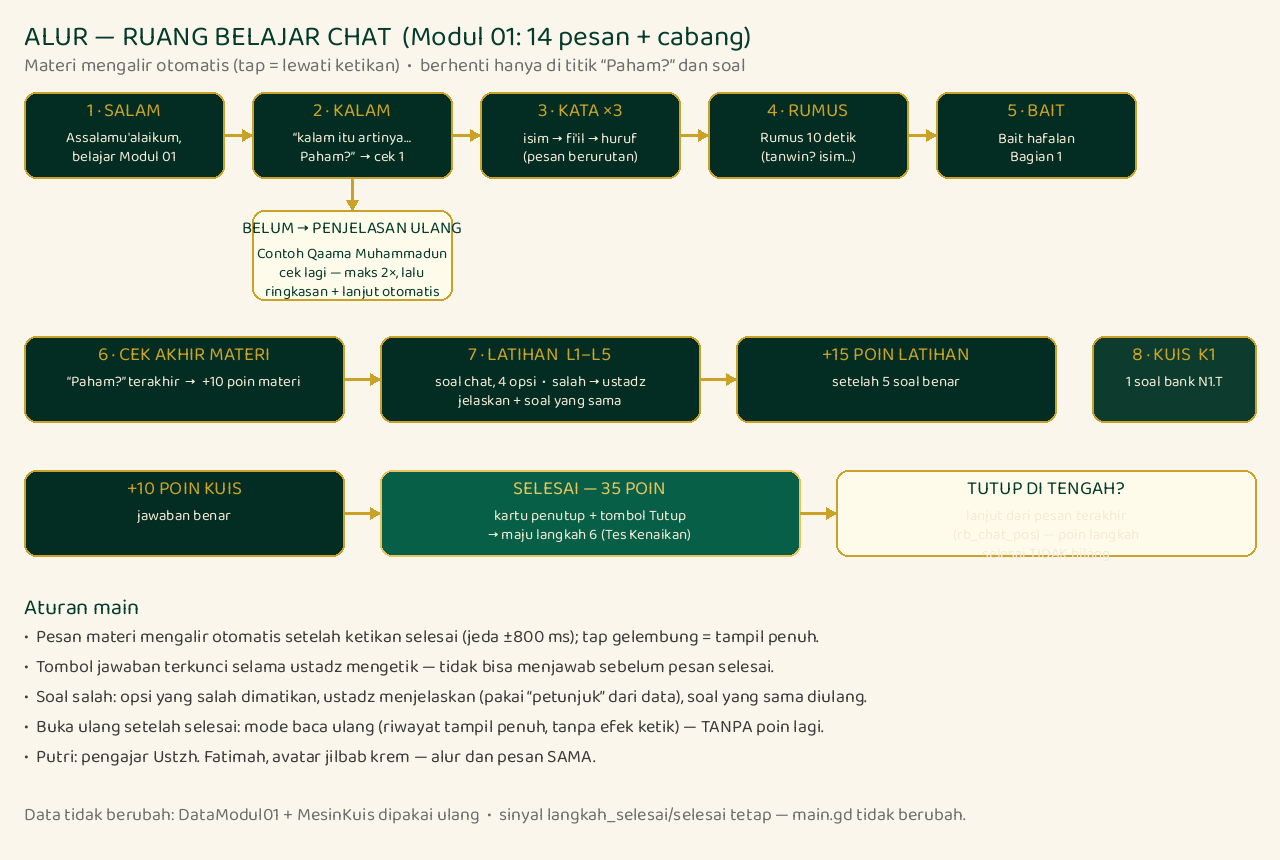 ALUR — RUANG BELAJAR CHAT (Modul 01: 14 pesan + cabang)
Materi mengalir otomatis (tap = lewati ketikan) • berhenti hanya di titik “Paham?” dan soal
1 · SALAM
Assalamu'alaikum,
belajar Modul 01
2 · KALAM
“kalam itu artinya…
Paham?” → cek 1
3 · KATA ×3
isim → fi'il → huruf
(pesan berurutan)
4 · RUMUS
Rumus 10 detik
(tanwin? isim…)
5 · BAIT
Bait hafalan
Bagian 1
BELUM → PENJELASAN ULANG
Contoh Qaama Muhammadun
cek lagi — maks 2×, lalu
ringkasan + lanjut otomatis
6 · CEK AKHIR MATERI
“Paham?” terakhir → +10 poin materi
7 · LATIHAN L1–L5
soal chat, 4 opsi • salah → ustadz
jelaskan + soal yang sama
+15 POIN LATIHAN
setelah 5 soal benar
8 · KUIS K1
1 soal bank N1.T
+10 POIN KUIS
jawaban benar
SELESAI — 35 POIN
kartu penutup + tombol Tutup
→ maju langkah 6 (Tes Kenaikan)
TUTUP DI TENGAH?
lanjut dari pesan terakhir
(rb_chat_pos) — poin langkah
selesai TIDAK hilang
Aturan main
• Pesan materi mengalir otomatis setelah ketikan selesai (jeda ±800 ms); tap gelembung = tampil penuh.
• Tombol jawaban terkunci selama ustadz mengetik — tidak bisa menjawab sebelum pesan selesai.
• Soal salah: opsi yang salah dimatikan, ustadz menjelaskan (pakai “petunjuk” dari data), soal yang sama diulang.
• Buka ulang setelah selesai: mode baca ulang (riwayat tampil penuh, tanpa efek ketik) — TANPA poin lagi.
• Putri: pengajar Ustzh. Fatimah, avatar jilbab krem — alur dan pesan SAMA.
Data tidak berubah: DataModul01 + MesinKuis dipakai ulang • sinyal langkah_selesai/selesai tetap — main.gd tidak berubah.